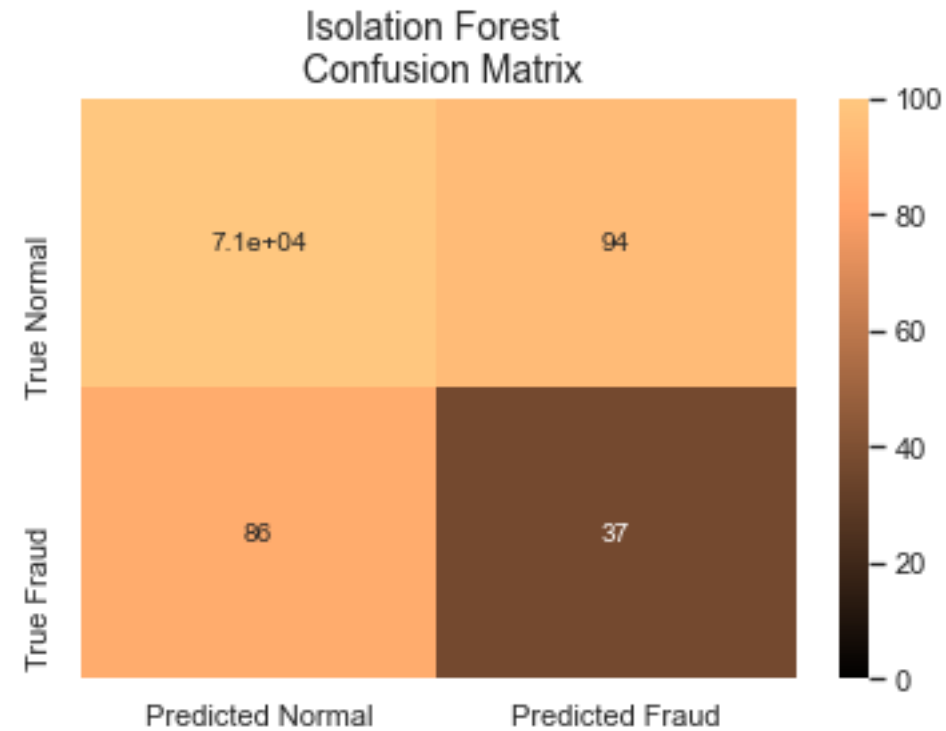 Isolation Forest
Confusion Matrix
True Normal
7.1e+04
94
True Fraud
86
37
Predicted Normal
Predicted Fraud
100
80
60
40
20
0